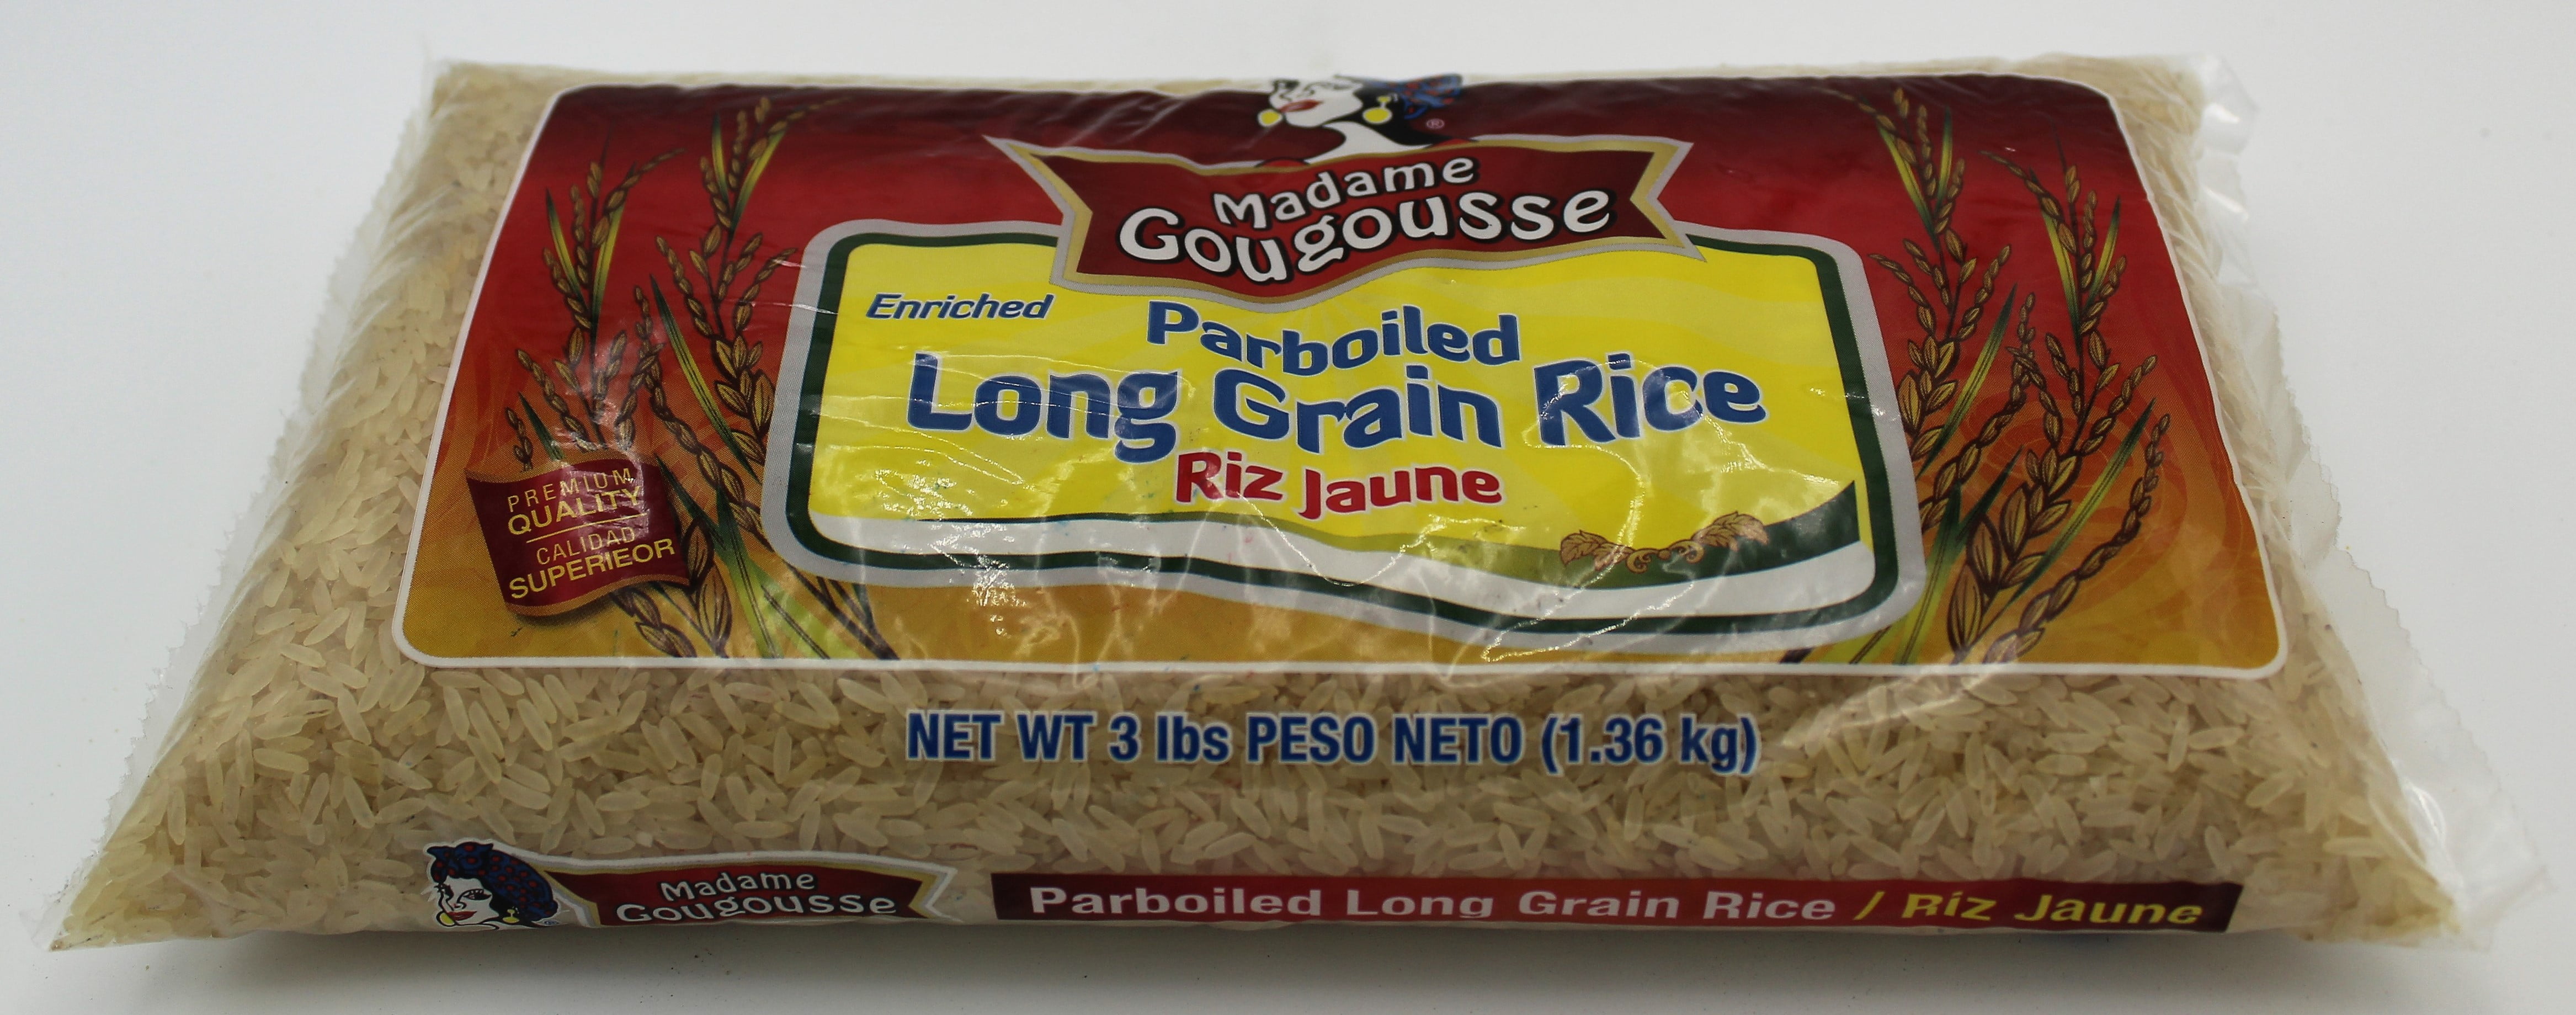 ®
Madame
Gougousse
Enriched
Parboiled
Long Grain Rice
Riz Jaune
PREMIUM
QUALITY
CALIDAD
SUPERIEOR
NET WT 3 lbs PESO NETO (1.36 kg)
Madame
Gougousse
Parboiled Long Grain Rice / Ríz Jaune